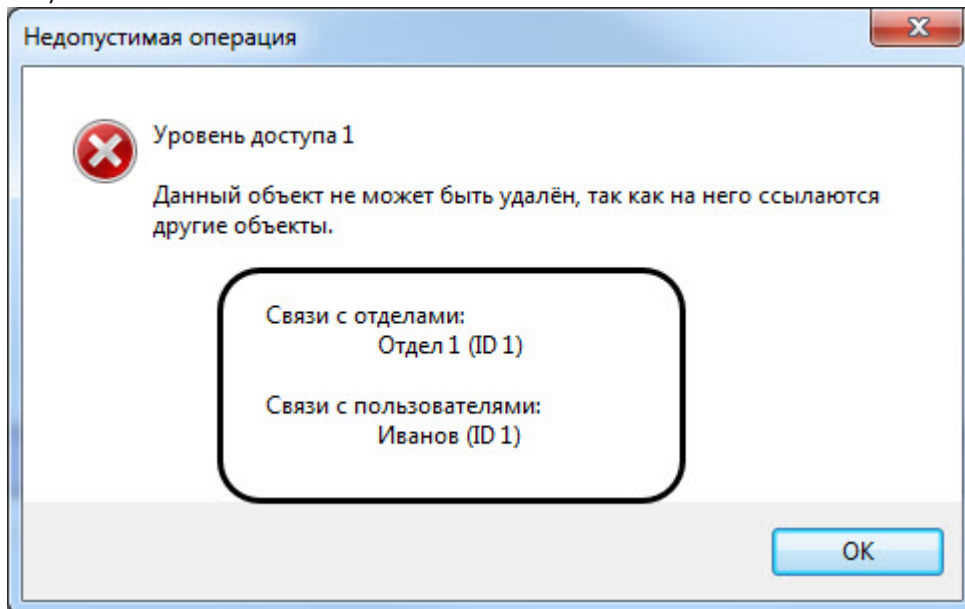 Недопустимая операция
Уровень доступа 1
Данный объект не может быть удалён, так как на него ссылаются
другие объекты.
Связи с отделами:
Отдел 1 (ID 1)
Связи с пользователями:
Иванов (ID 1)
OK